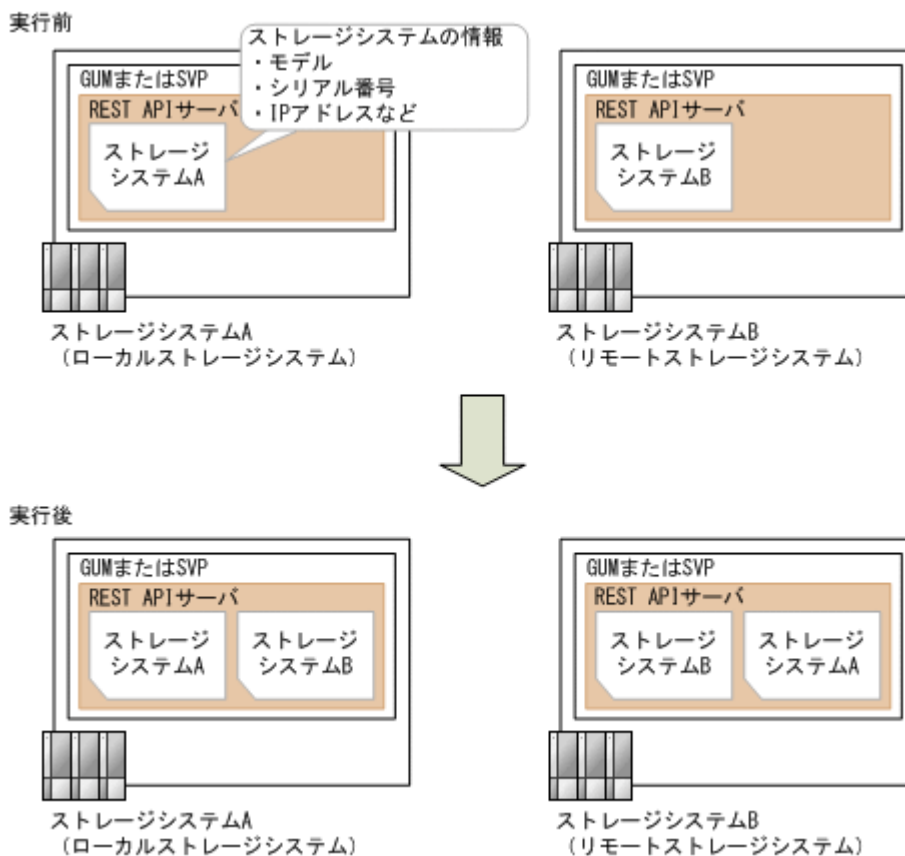 実行前
ストレージシステムの情報
・モデル
・シリアル番号
・IPアドレスなど
GUMまたはSVP
REST APIサーバ
ストレージ
システムA
ストレージシステムA
(ローカルストレージシステム)
GUMまたはSVP
REST APIサーバ
ストレージ
システムB
ストレージシステムB
(リモートストレージシステム)
実行後
GUMまたはSVP
REST APIサーバ
ストレージ
システムA
ストレージ
システムB
ストレージシステムA
(ローカルストレージシステム)
GUMまたはSVP
REST APIサーバ
ストレージ
システムB
ストレージ
システムA
ストレージシステムB
(リモートストレージシステム)